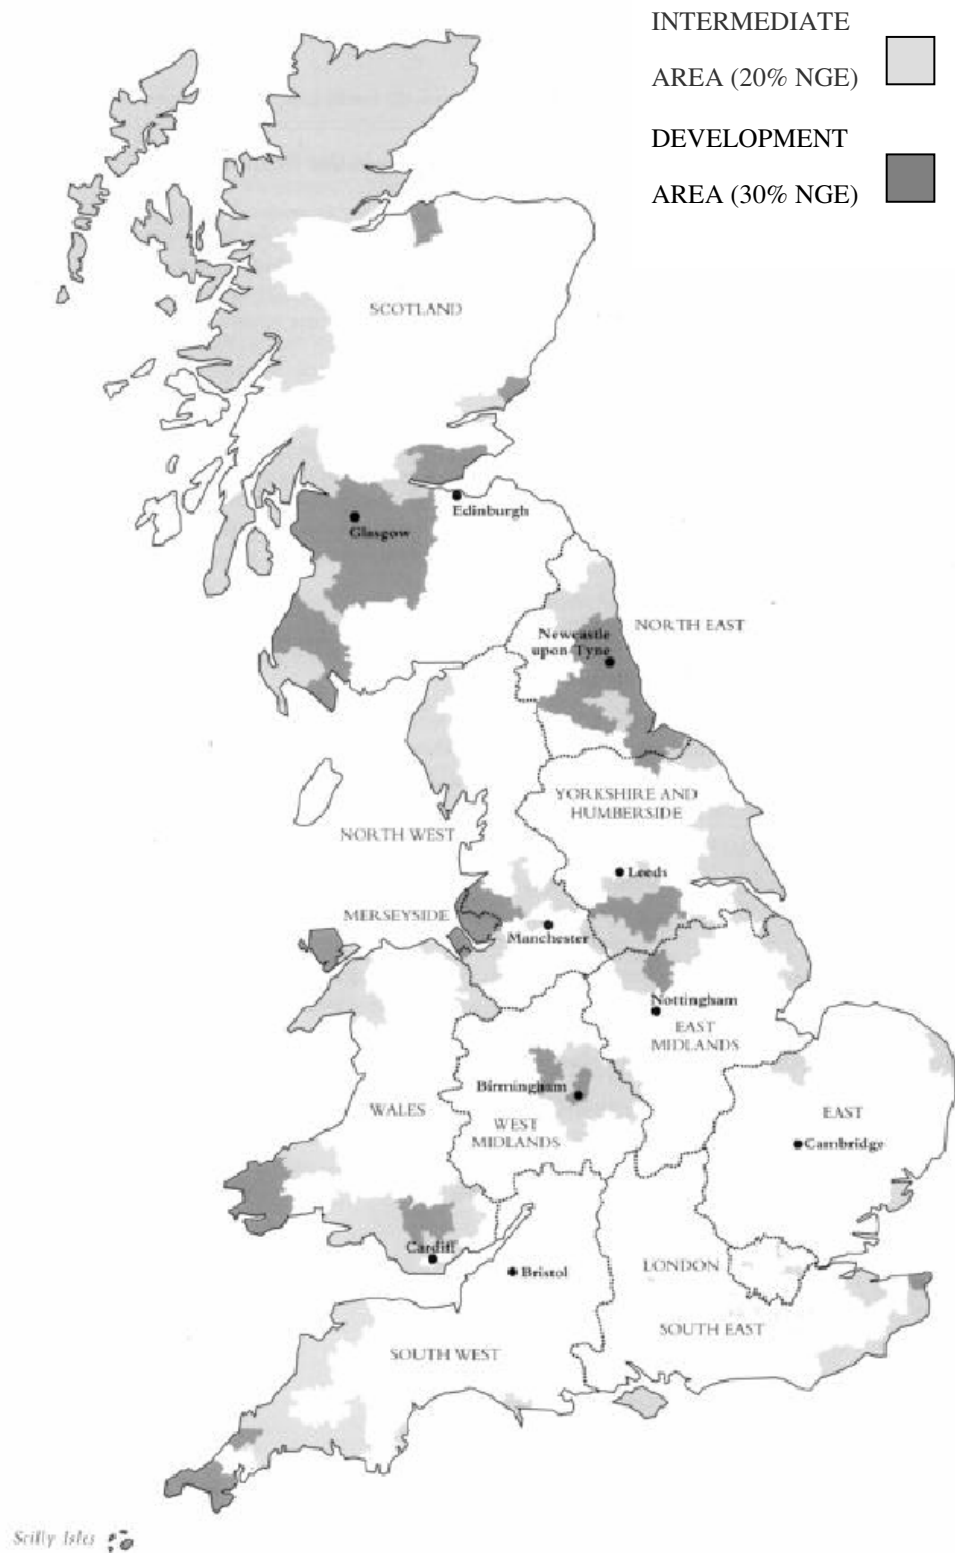 INTERMEDIATE
AREA (20% NGE)
DEVELOPMENT
AREA (30% NGE)
SCOTLAND
Edinburgh
Glasgow
NORTH EAST
Newcastle
upon Tyne
YORKSHIRE AND
HUMBERSIDE
NORTH WEST
Leeds
MERSEYSIDE
Manchester
Nottingham
EAST
MIDLANDS
Birmingham
WALES
WEST
MIDLANDS
EAST
Cambridge
Cardiff
Bristol
LONDON
SOUTH EAST
SOUTH WEST
Scilly Isles